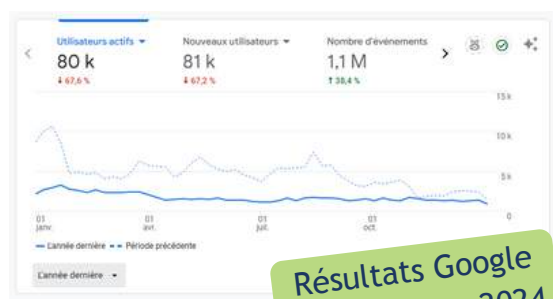 Utilisateurs actifs
80 k
67,6 %
Nouveaux utilisateurs
81 k
67,2 %
Nombre d'événements
1,1 M
38,4 %
15 k
10 k
5 k
0
01
janv.
01
avr.
01
juil.
01
oct.
L'année dernière
Période précédente
L'année dernière
Résultats Google
2024